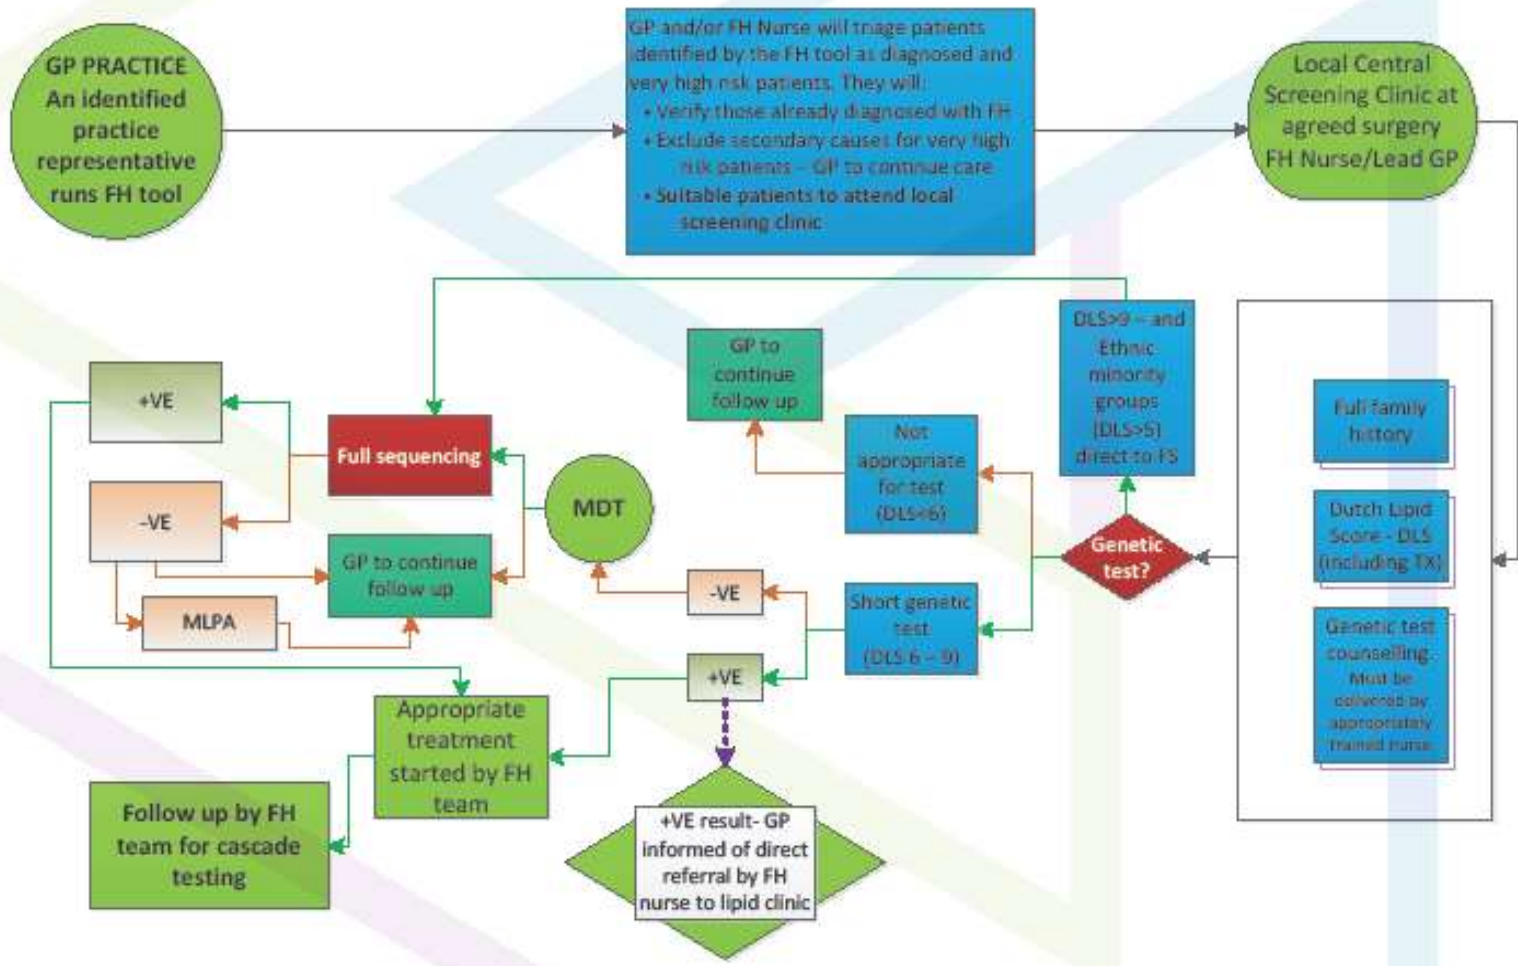 GP PRACTICE
An identified
practice
representative
runs FH tool
GP and/or FH Nurse will triage patients
identified by the FH tool as diagnosed and
very high risk patients. They will:
• Verify those already diagnosed with FH
• Exclude secondary causes for very high
risk patients – GP to continue care
• Suitable patients to attend local
screening clinic
Local Central
Screening Clinic at
agreed surgery
FH Nurse/Lead GP
Full family
history
Dutch Lipid
Score - DLS
(including TX)
Genetic test
counselling.
Must be
delivered by
appropriately
trained nurse
Genetic
test?
DLS>9 – and
Ethnic
minority
groups
(DLS>5)
direct to FS
Not
appropriate
for test
(DLS<6)
GP to
continue
follow up
Short genetic
test
(DLS 6 – 9)
-VE
+VE
MDT
Full sequencing
GP to continue
follow up
+VE
-VE
MLPA
Appropriate
treatment
started by FH
team
Follow up by FH
team for cascade
testing
+VE result- GP
informed of direct
referral by FH
nurse to lipid clinic